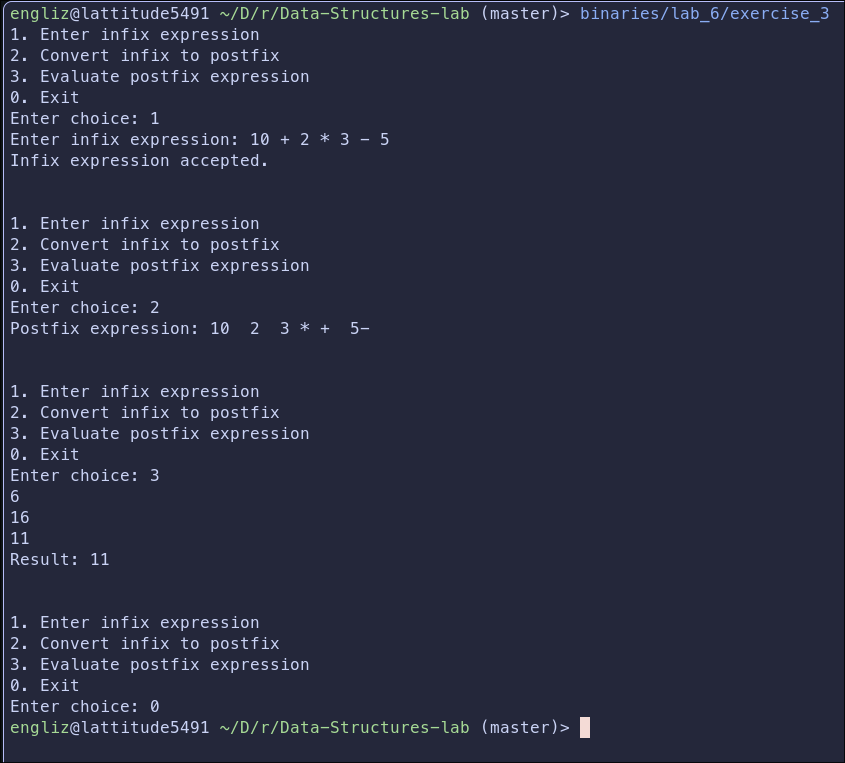 engliz@lattitude5491 ~/D/r/Data-Structures-lab (master)> binaries/lab_6/exercise_3
1. Enter infix expression
2. Convert infix to postfix
3. Evaluate postfix expression
0. Exit
Enter choice: 1
Enter infix expression: 10 + 2 * 3 - 5
Infix expression accepted.
1. Enter infix expression
2. Convert infix to postfix
3. Evaluate postfix expression
0. Exit
Enter choice: 2
Postfix expression: 10  2  3 * +  5-
1. Enter infix expression
2. Convert infix to postfix
3. Evaluate postfix expression
0. Exit
Enter choice: 3
6
16
11
Result: 11
1. Enter infix expression
2. Convert infix to postfix
3. Evaluate postfix expression
0. Exit
Enter choice: 0
engliz@lattitude5491 ~/D/r/Data-Structures-lab (master)>